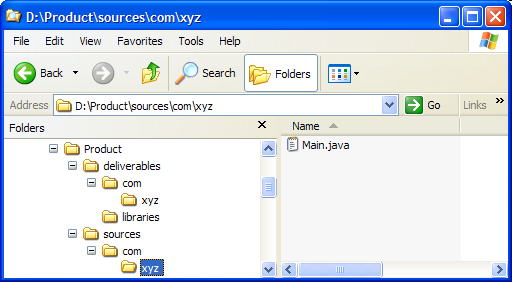 D:\Product\sources\com\xyz
File Edit View Favorites Tools Help
Back Search Folders
Address D:\Product\sources\com\xyz Go Links »
Folders
Name
Product
Main.java
deliverables
com
xyz
libraries
sources
com
xyz